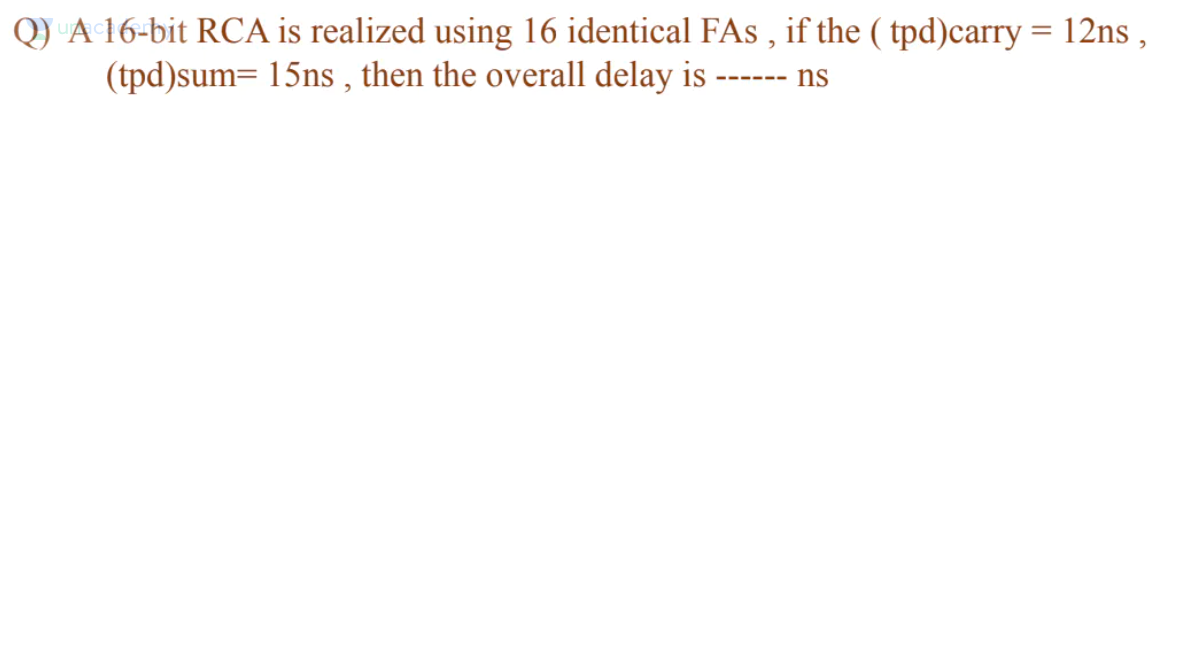 Q) A 16-bit RCA is realized using 16 identical FAs , if the ( tpd)carry = 12ns ,
(tpd)sum= 15ns , then the overall delay is ------ ns